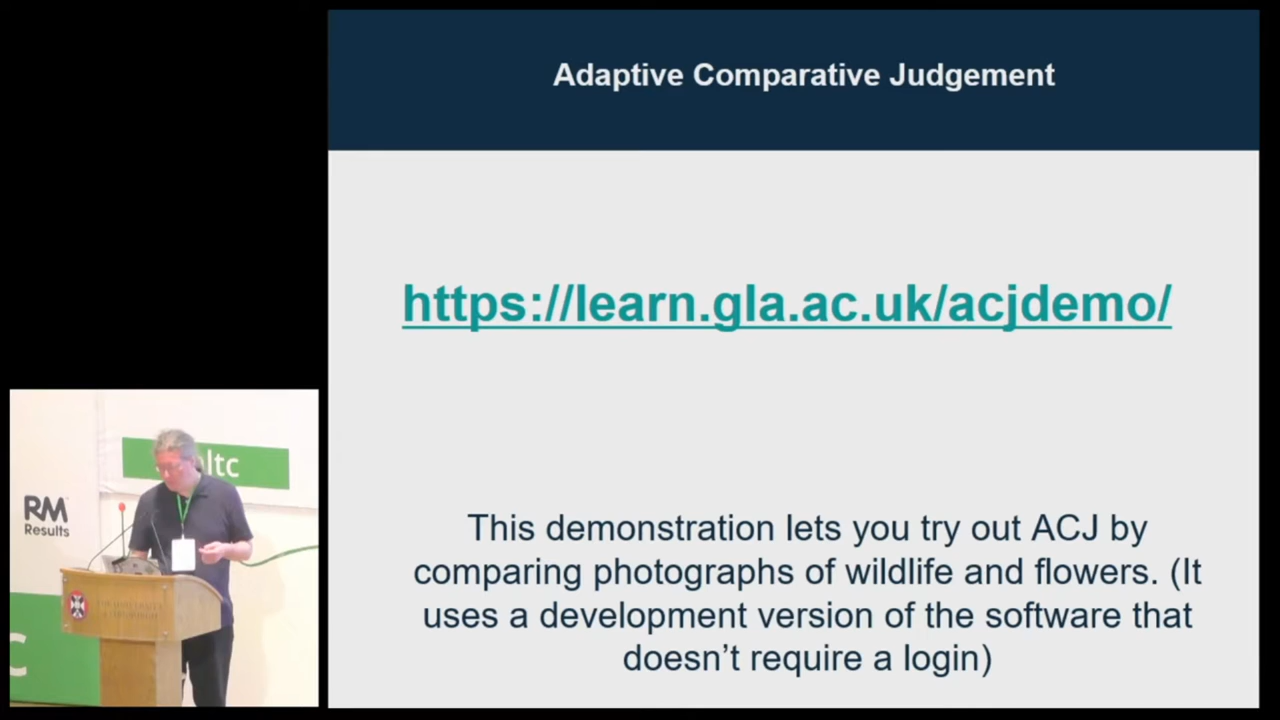 Adaptive Comparative Judgement
https://learn.gla.ac.uk/acjdemo/
This demonstration lets you try out ACJ by
comparing photographs of wildlife and flowers. (It
uses a development version of the software that
doesn’t require a login)
ltc
RM
Results